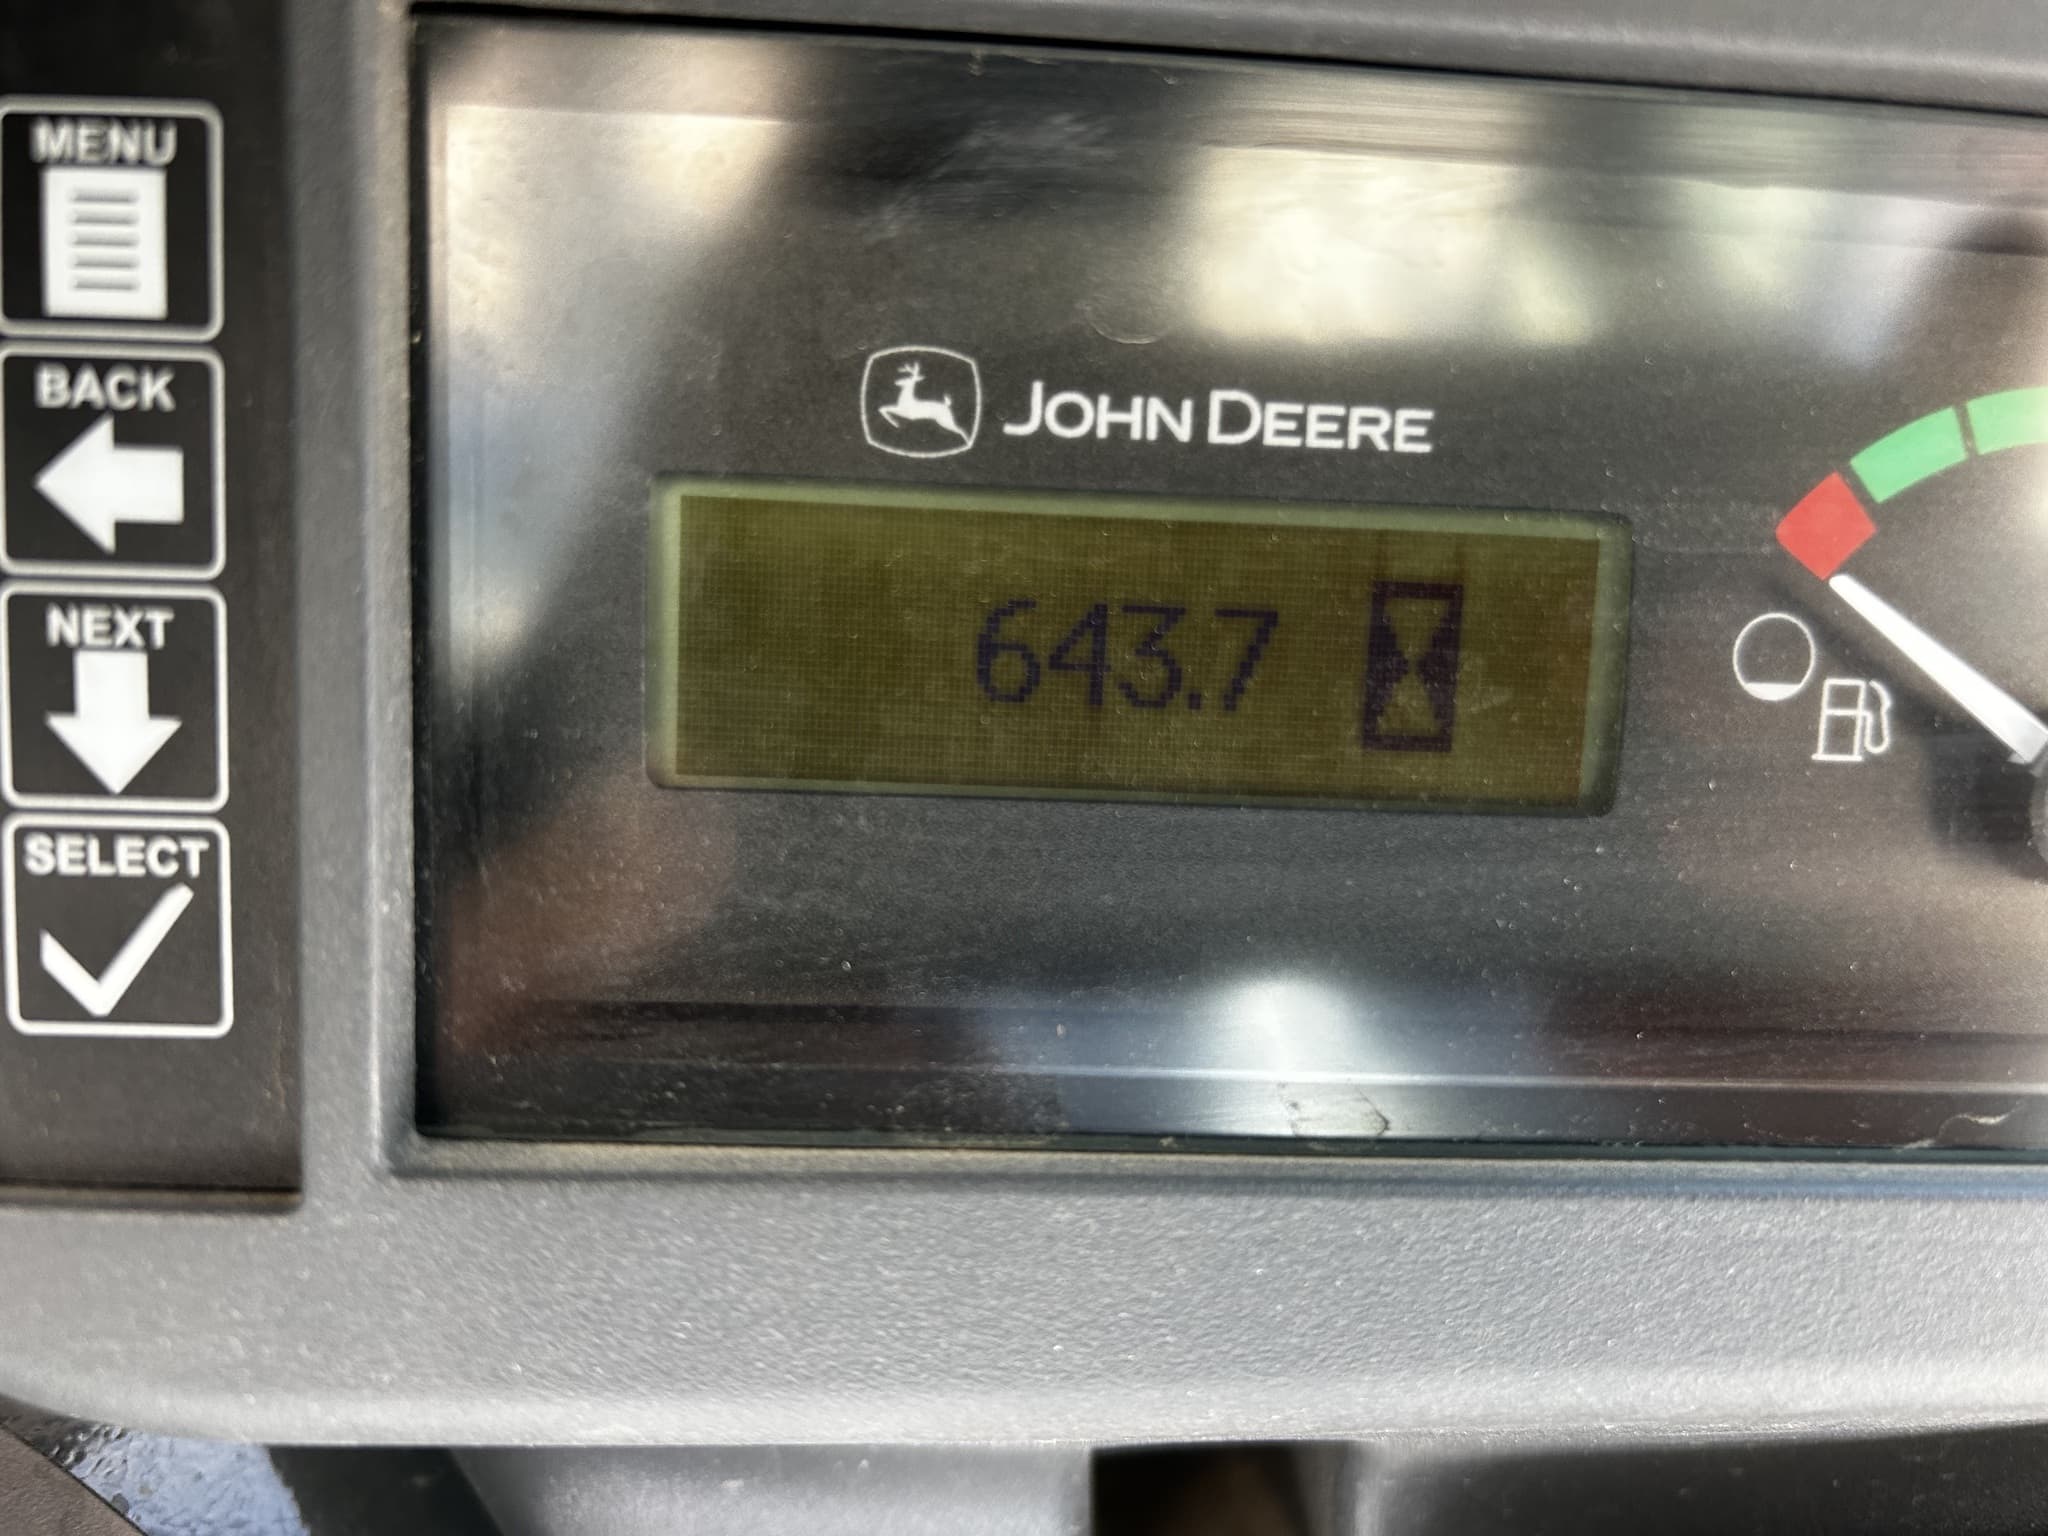 MENU
BACK
NEXT
SELECT
JOHN DEERE
643.7